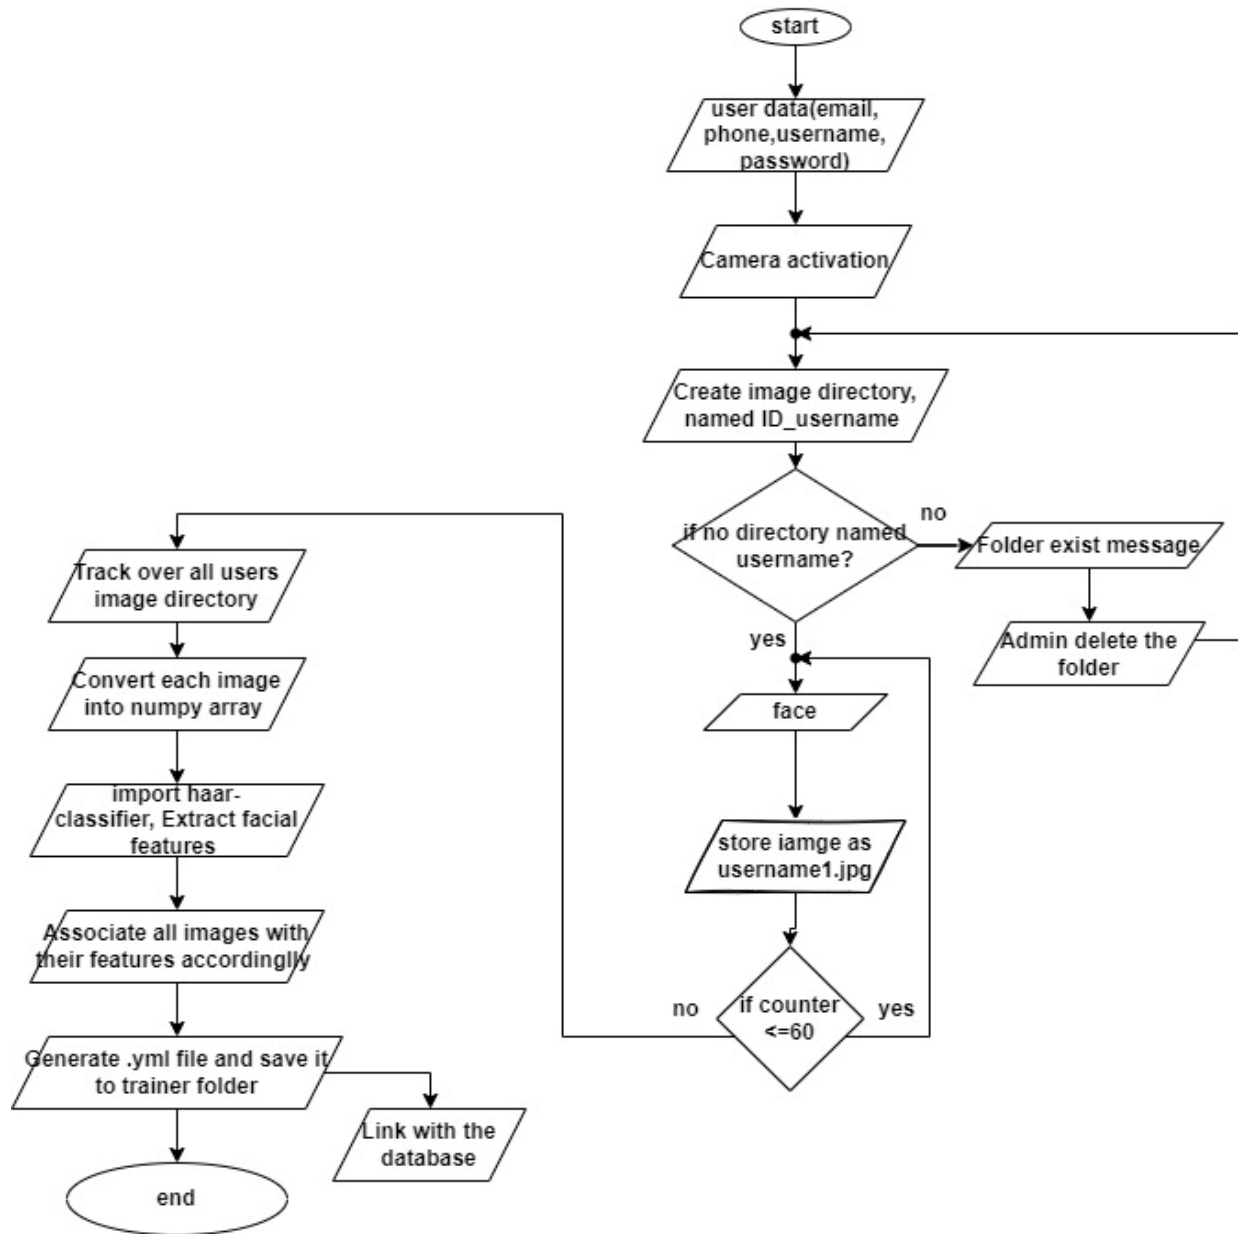 start
user data(email,
phone,username,
password)
Camera activation
Create image directory,
named ID_username
if no directory named
username?
no
Folder exist message
Admin delete the
folder
yes
face
store iamge as
username1.jpg
if counter
<=60
yes
no
Track over all users
image directory
Convert each image
into numpy array
import haar-
classifier, Extract facial
features
Associate all images with
their features accordinglly
Generate .yml file and save it
to trainer folder
Link with the
database
end